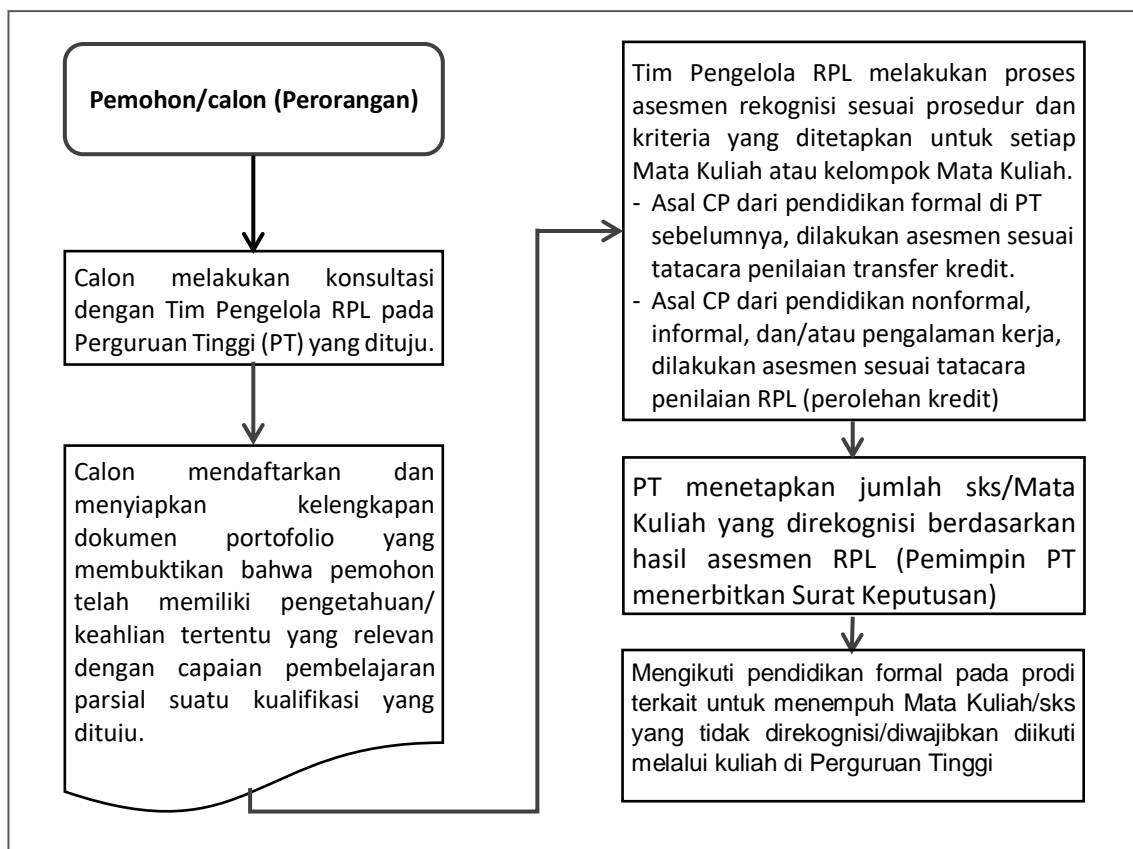 Pemohon/calon (Perorangan)
Calon melakukan konsultasi
dengan Tim Pengelola RPL pada
Perguruan Tinggi (PT) yang dituju.
Calon mendaftarkan dan
menyiapkan kelengkapan
dokumen portofolio yang
membuktikan bahwa pemohon
telah memiliki pengetahuan/
keahlian tertentu yang relevan
dengan capaian pembelajaran
parsial suatu kualifikasi yang
dituju.
Tim Pengelola RPL melakukan proses
asesmen rekognisi sesuai prosedur dan
kriteria yang ditetapkan untuk setiap
Mata Kuliah atau kelompok Mata Kuliah.
- Asal CP dari pendidikan formal di PT
sebelumnya, dilakukan asesmen sesuai
tatacara penilaian transfer kredit.
- Asal CP dari pendidikan nonformal,
informal, dan/atau pengalaman kerja,
dilakukan asesmen sesuai tatacara
penilaian RPL (perolehan kredit)
PT menetapkan jumlah sks/Mata
Kuliah yang direkognisi berdasarkan
hasil asesmen RPL (Pemimpin PT
menerbitkan Surat Keputusan)
Mengikuti pendidikan formal pada prodi
terkait untuk menempuh Mata Kuliah/sks
yang tidak direkognisi/diwajibkan diikuti
melalui kuliah di Perguruan Tinggi